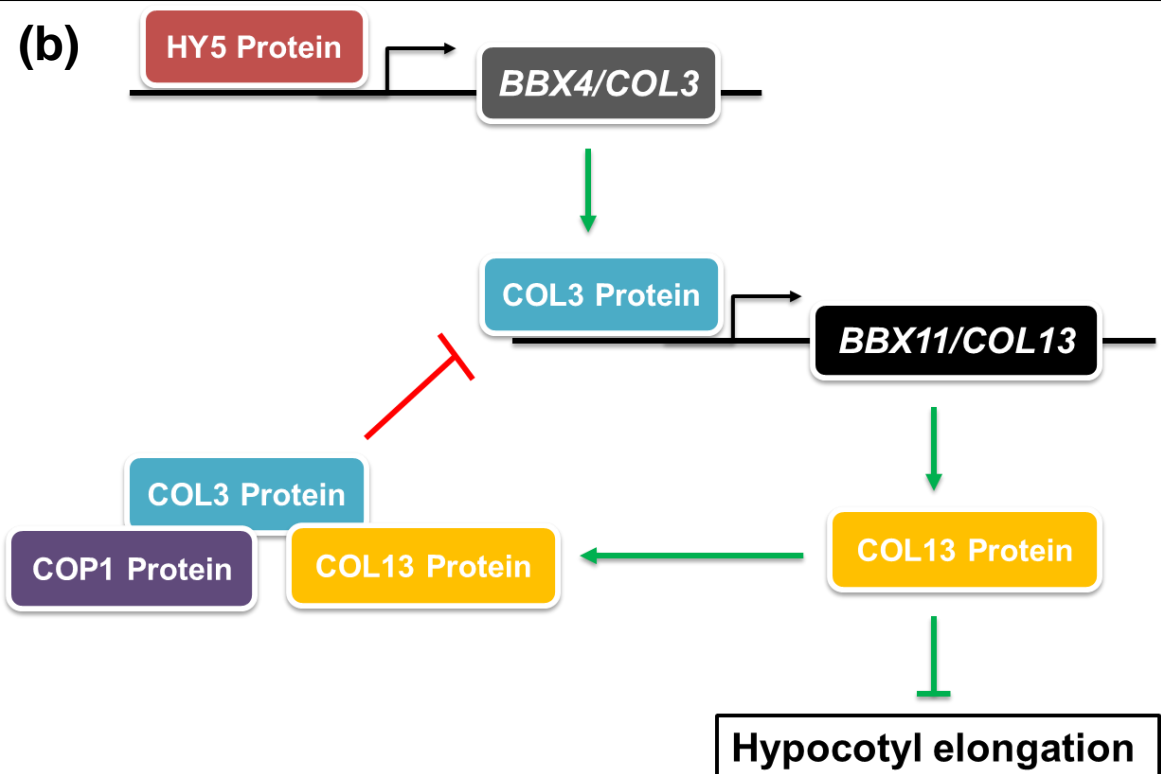 (b)
HY5 Protein
BBX4/COL3
COL3 Protein
BBX11/COL13
COL3 Protein
COP1 Protein
COL13 Protein
COL13 Protein
Hypocotyl elongation